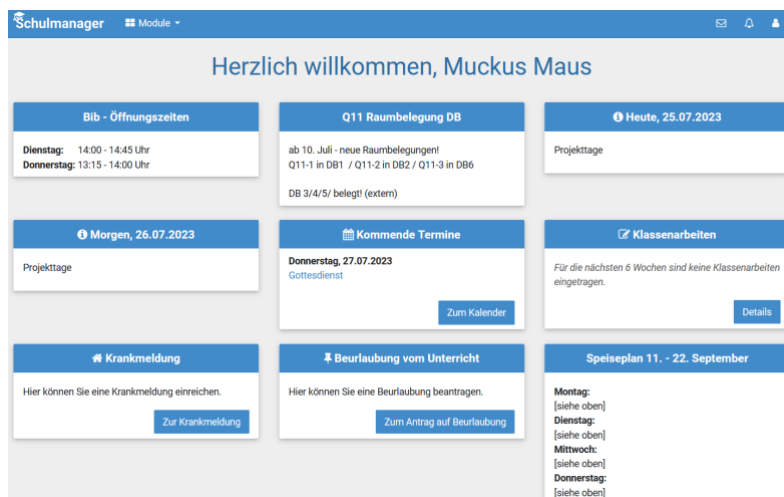 Schulmanager
Module
Herzlich willkommen, Muckus Maus
Bib - Öffnungszeiten
Dienstag: 14:00 - 14:45 Uhr
Donnerstag: 13:15 - 14:00 Uhr
Q11 Raumbelegung DB
ab 10. Juli - neue Raumbelegungen!
Q11-1 in DB1 / Q11-2 in DB2 / Q11-3 in DB6
DB 3/4/5/ belegt! (extern)
Heute, 25.07.2023
Projekttage
Morgen, 26.07.2023
Projekttage
Kommende Termine
Donnerstag, 27.07.2023
Gottesdienst
Zum Kalender
Klassenarbeiten
Für die nächsten 6 Wochen sind keine Klassenarbeiten
eingetragen.
Details
Krankmeldung
Hier können Sie eine Krankmeldung einreichen.
Zur Krankmeldung
Beurlaubung vom Unterricht
Hier können Sie eine Beurlaubung beantragen.
Zum Antrag auf Beurlaubung
Speiseplan 11. - 22. September
Montag:
[siehe oben]
Dienstag:
[siehe oben]
Mittwoch:
[siehe oben]
Donnerstag:
[siehe oben]